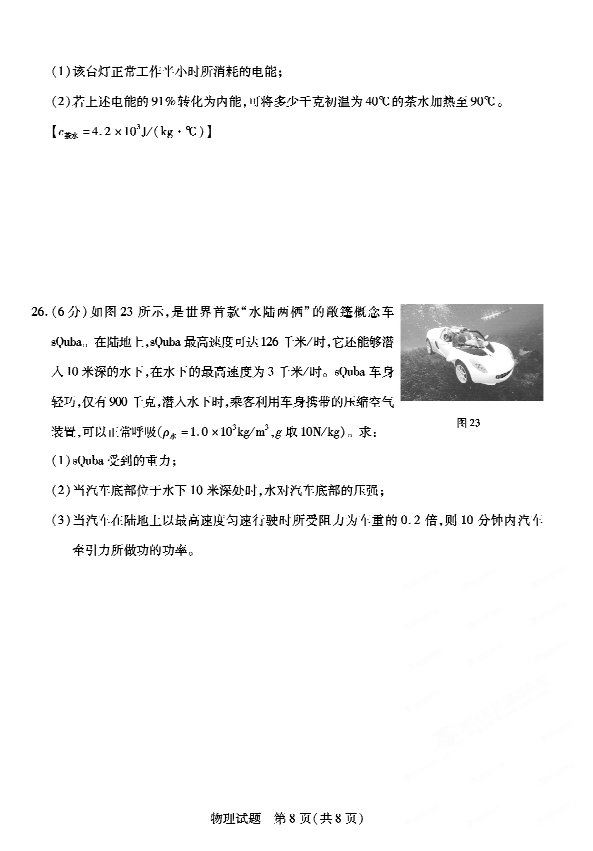 (1)该台灯正常工作半小时所消耗的电能;
(2)若上述电能的91%转化为内能,可将多少千克初温为40℃的茶水加热至90℃。
【c茶水 =4.2×10³J/(kg·℃)】
26.(6分)如图23所示,是世界首款“水陆两栖”的敞篷概念车
sQuba。在陆地上,sQuba最高速度可达126千米/时,它还能够潜
入10米深的水下,在水下的最高速度为3千米/时。sQuba车身
轻巧,仅有900千克,潜入水下时,乘客利用车身携带的压缩空气
装置,可以正常呼吸(ρ水 =1.0×10³kg/m³,g取10N/kg)。求:
图23
(1)sQuba受到的重力;
(2)当汽车底部位于水下10米深处时,水对汽车底部的压强;
(3)当汽车在陆地上以最高速度匀速行驶时所受阻力为车重的0.2倍,则10分钟内汽车
牵引力所做功的功率。
物理试题 第8页(共8页)